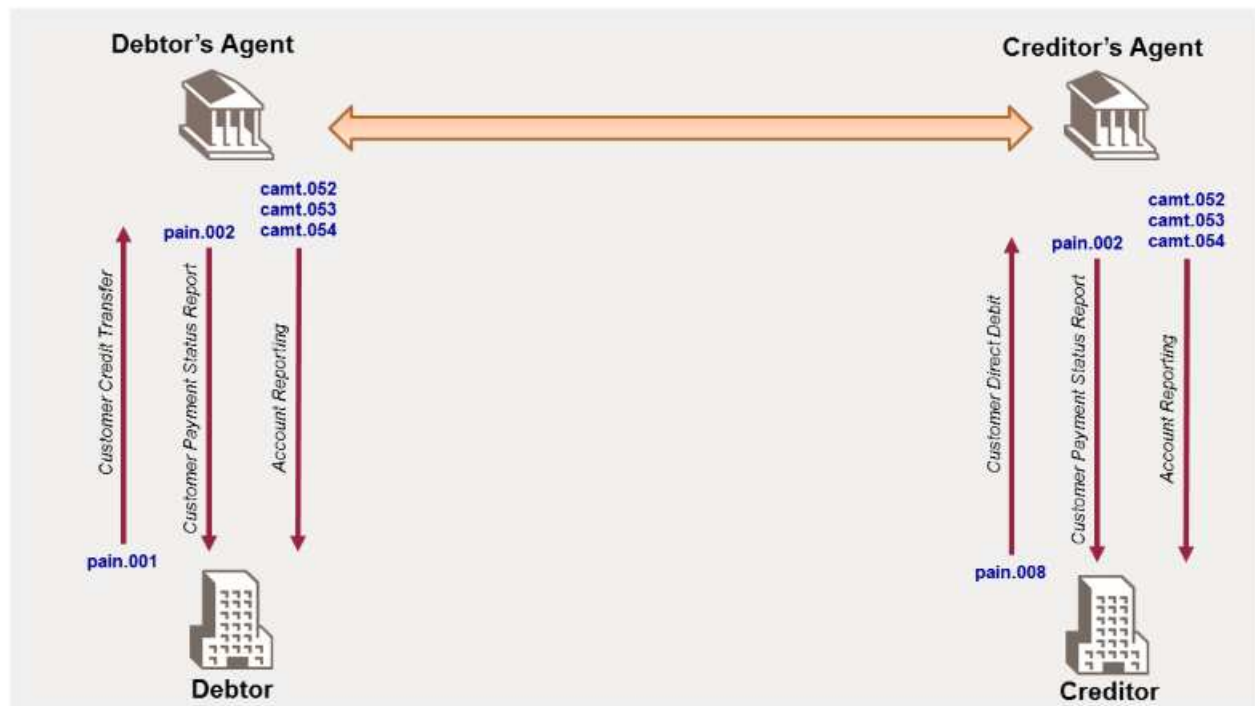 Debtor's Agent
Creditor's Agent
camt.052
camt.053
camt.054
pain.002
camt.052
camt.053
camt.054
pain.002
Customer Credit Transfer
Customer Payment Status Report
Account Reporting
Customer Direct Debit
Customer Payment Status Report
Account Reporting
pain.001
pain.008
Debtor
Creditor